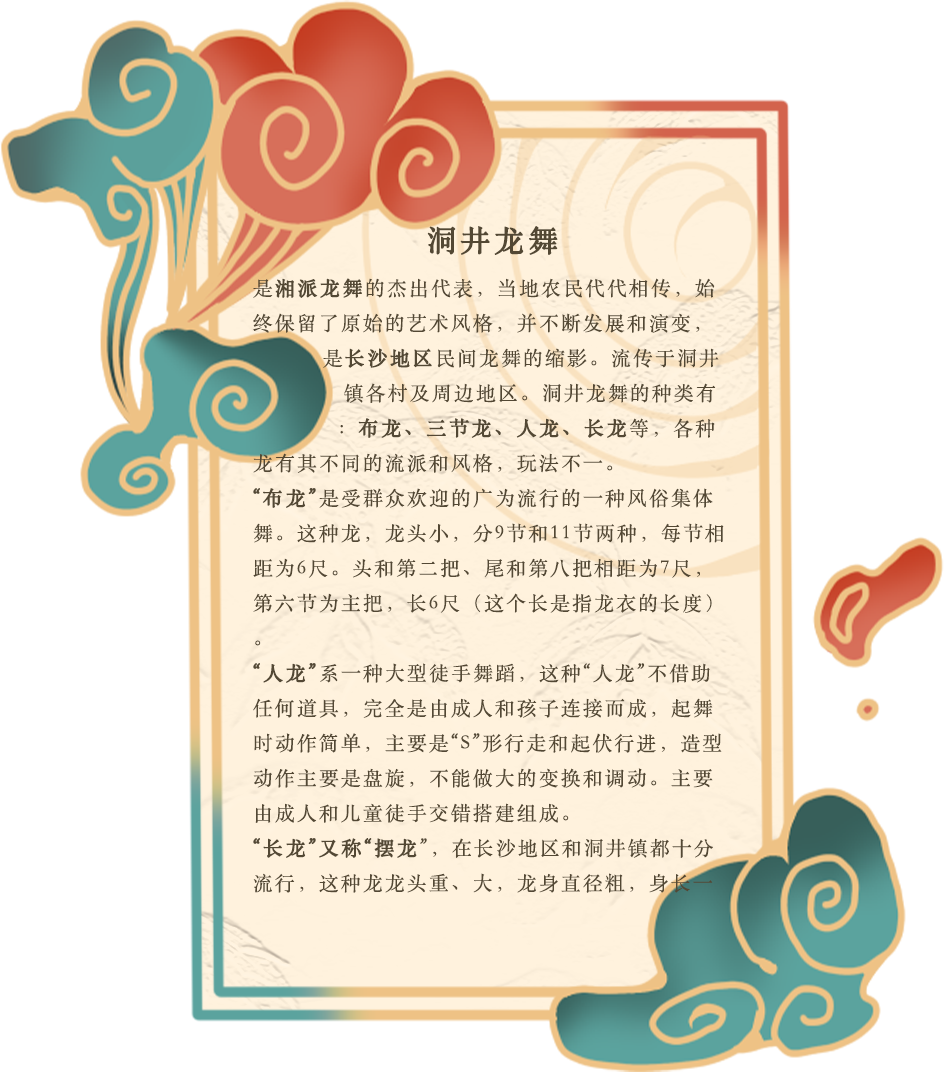 洞井龙舞
是湘派龙舞的杰出代表，当地农民代代相传，始
终保留了原始的艺术风格，并不断发展和演变，
是长沙地区民间龙舞的缩影。流传于洞井
镇各村及周边地区。洞井龙舞的种类有
：布龙、三节龙、人龙、长龙等，各种
龙有其不同的流派和风格，玩法不一。
“布龙”是受群众欢迎的广为流行的一种风俗集体
舞。这种龙，龙头小，分9节和11节两种，每节相
距为6尺。头和第二把、尾和第八把相距为7尺，
第六节为主把，长6尺（这个长是指龙衣的长度）
。
“人龙”系一种大型徒手舞蹈，这种“人龙”不借助
任何道具，完全是由成人和孩子连接而成，起舞
时动作简单，主要是“S”形行走和起伏行进，造型
动作主要是盘旋，不能做大的变换和调动。主要
由成人和儿童徒手交错搭建组成。
“长龙”又称“摆龙”，在长沙地区和洞井镇都十分
流行，这种龙龙头重、大，龙身直径粗，身长一